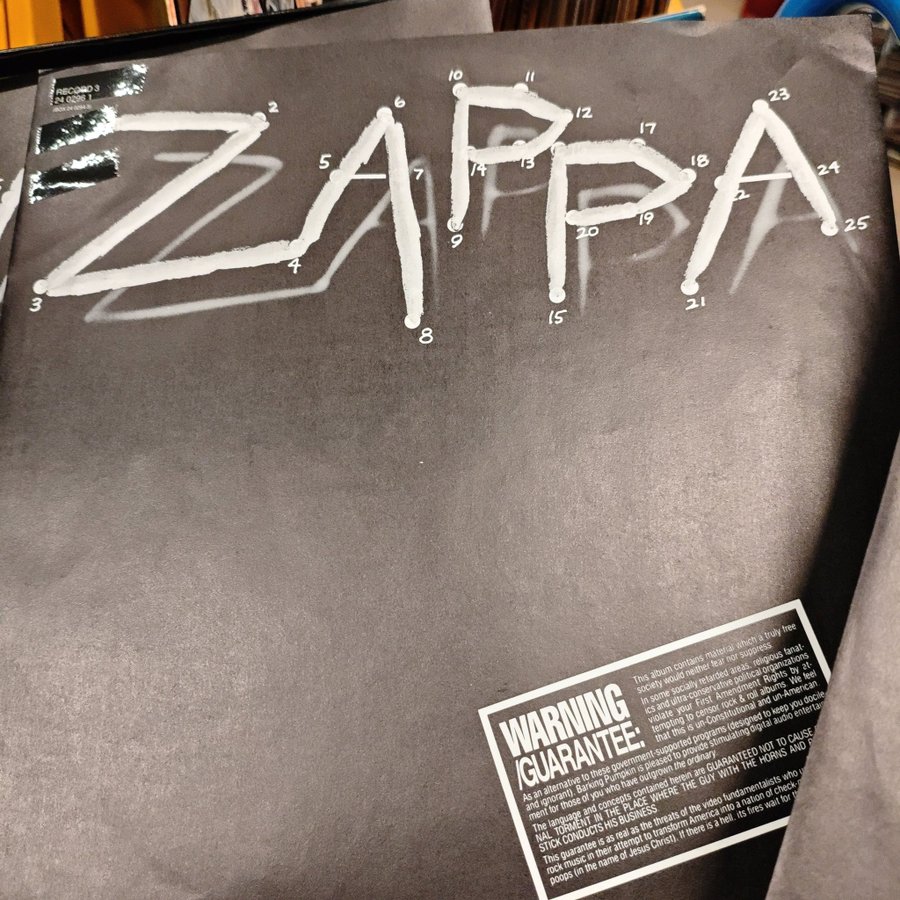 RECORD 3
24 0296 1
ZAPPA
2
3
4
5
6
7
8
9
10
11
12
13
14
15
17
18
19
20
21
22
23
24
25
WARNING
/GUARANTEE:
This album contains material which a truly free
society would neither fear nor suppress.
In some socially retarded areas, religious fanat-
ics and ultra-conservative political organizations
violate your First Amendment Rights by at-
tempting to censor rock & roll albums. We feel
that this is un-Constitutional and un-American.
As an alternative to these government-supported programs (designed to keep you docile
and ignorant), Barking Pumpkin is pleased to provide stimulating digital audio
ment for those of you who have outgrown the ordinary.
The language and concepts contained herein are GUARANTEED NOT TO CAUSE
NAL TORMENT IN THE PLACE WHERE THE GUY WITH THE HORNS AND
STICK CONDUCTS HIS BUSINESS.
This guarantee is as real as the threats of the video fundamentalists who
rock music in their attempt to transform America into a nation of
poops (in the name of Jesus Christ). If there is a hell, its fires wait for